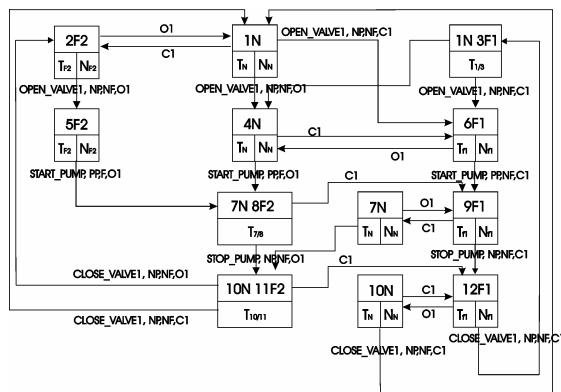 O1
2F2
1N
1N 3F1
C1
OPEN_VALVE1, NP,NF,C1
TF2 NF2
TN NN
T1/3
OPEN_VALVE1, NP,NF,O1
OPEN_VALVE1, NP,NF,O1
OPEN_VALVE1, NP,NF,C1
5F2
4N
6F1
C1
O1
TF2 NF2
TN NN
Tf1 Nf1
START_PUMP, PP,F,O1
START_PUMP, PP,F,O1
START_PUMP, PP,NF,C1
C1
7N 8F2
7N
O1
9F1
C1
T7/8
TN NN
Tf1 Nf1
STOP_PUMP, NP,NF,O1
STOP_PUMP, NP,NF,C1
CLOSE_VALVE1, NP,NF,O1
C1
10N 11F2
10N
C1
12F1
O1
T10/11
TN NN
Tf1 Nf1
CLOSE_VALVE1, NP,NF,C1
CLOSE_VALVE1, NP,NF,C1
CLOSE_VALVE1, NP,NF,C1